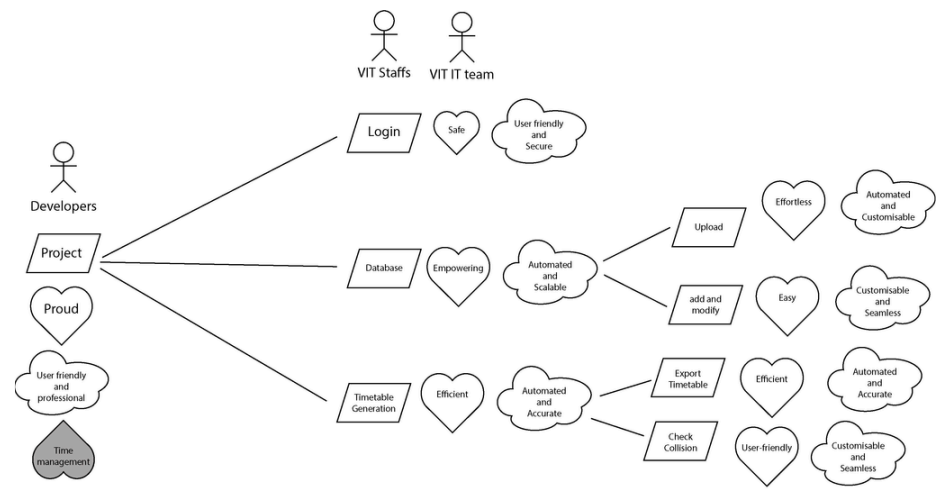 VIT Staffs
VIT IT team
Login
Safe
User friendly
and
Secure
Developers
Project
Proud
User friendly
and
professional
Time
management
Database
Empowering
Automated
and
Scalable
Upload
Effortless
Automated
and
Customisable
add and
modify
Easy
Customisable
and
Seamless
Timetable
Generation
Efficient
Automated
and
Accurate
Export
Timetable
Efficient
Automated
and
Accurate
Check
Collision
User-friendly
Customisable
and
Seamless